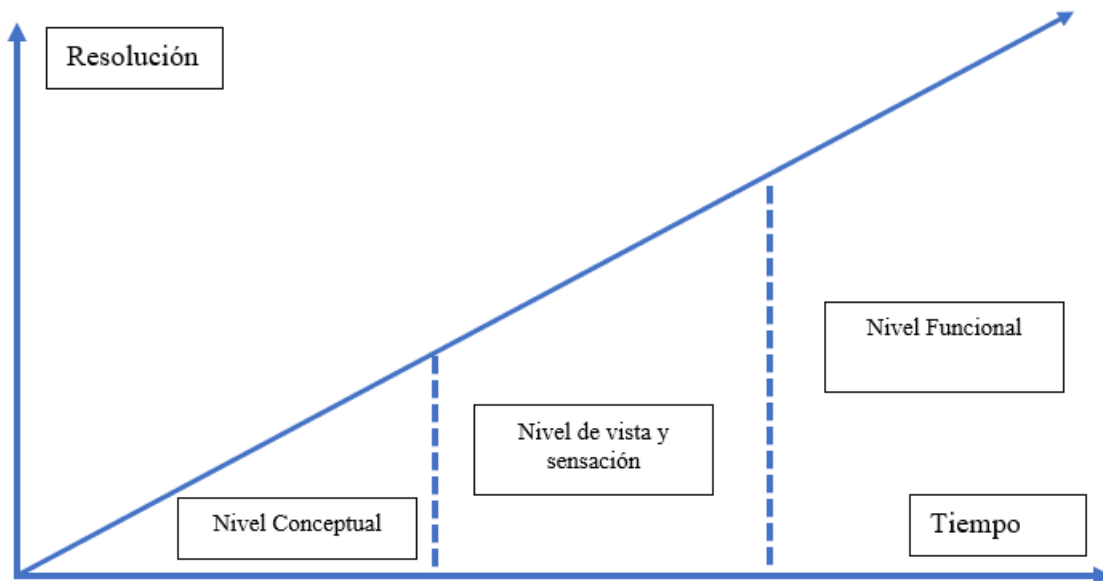 Resolución
Nivel Funcional
Nivel de vista y
sensación
Nivel Conceptual
Tiempo